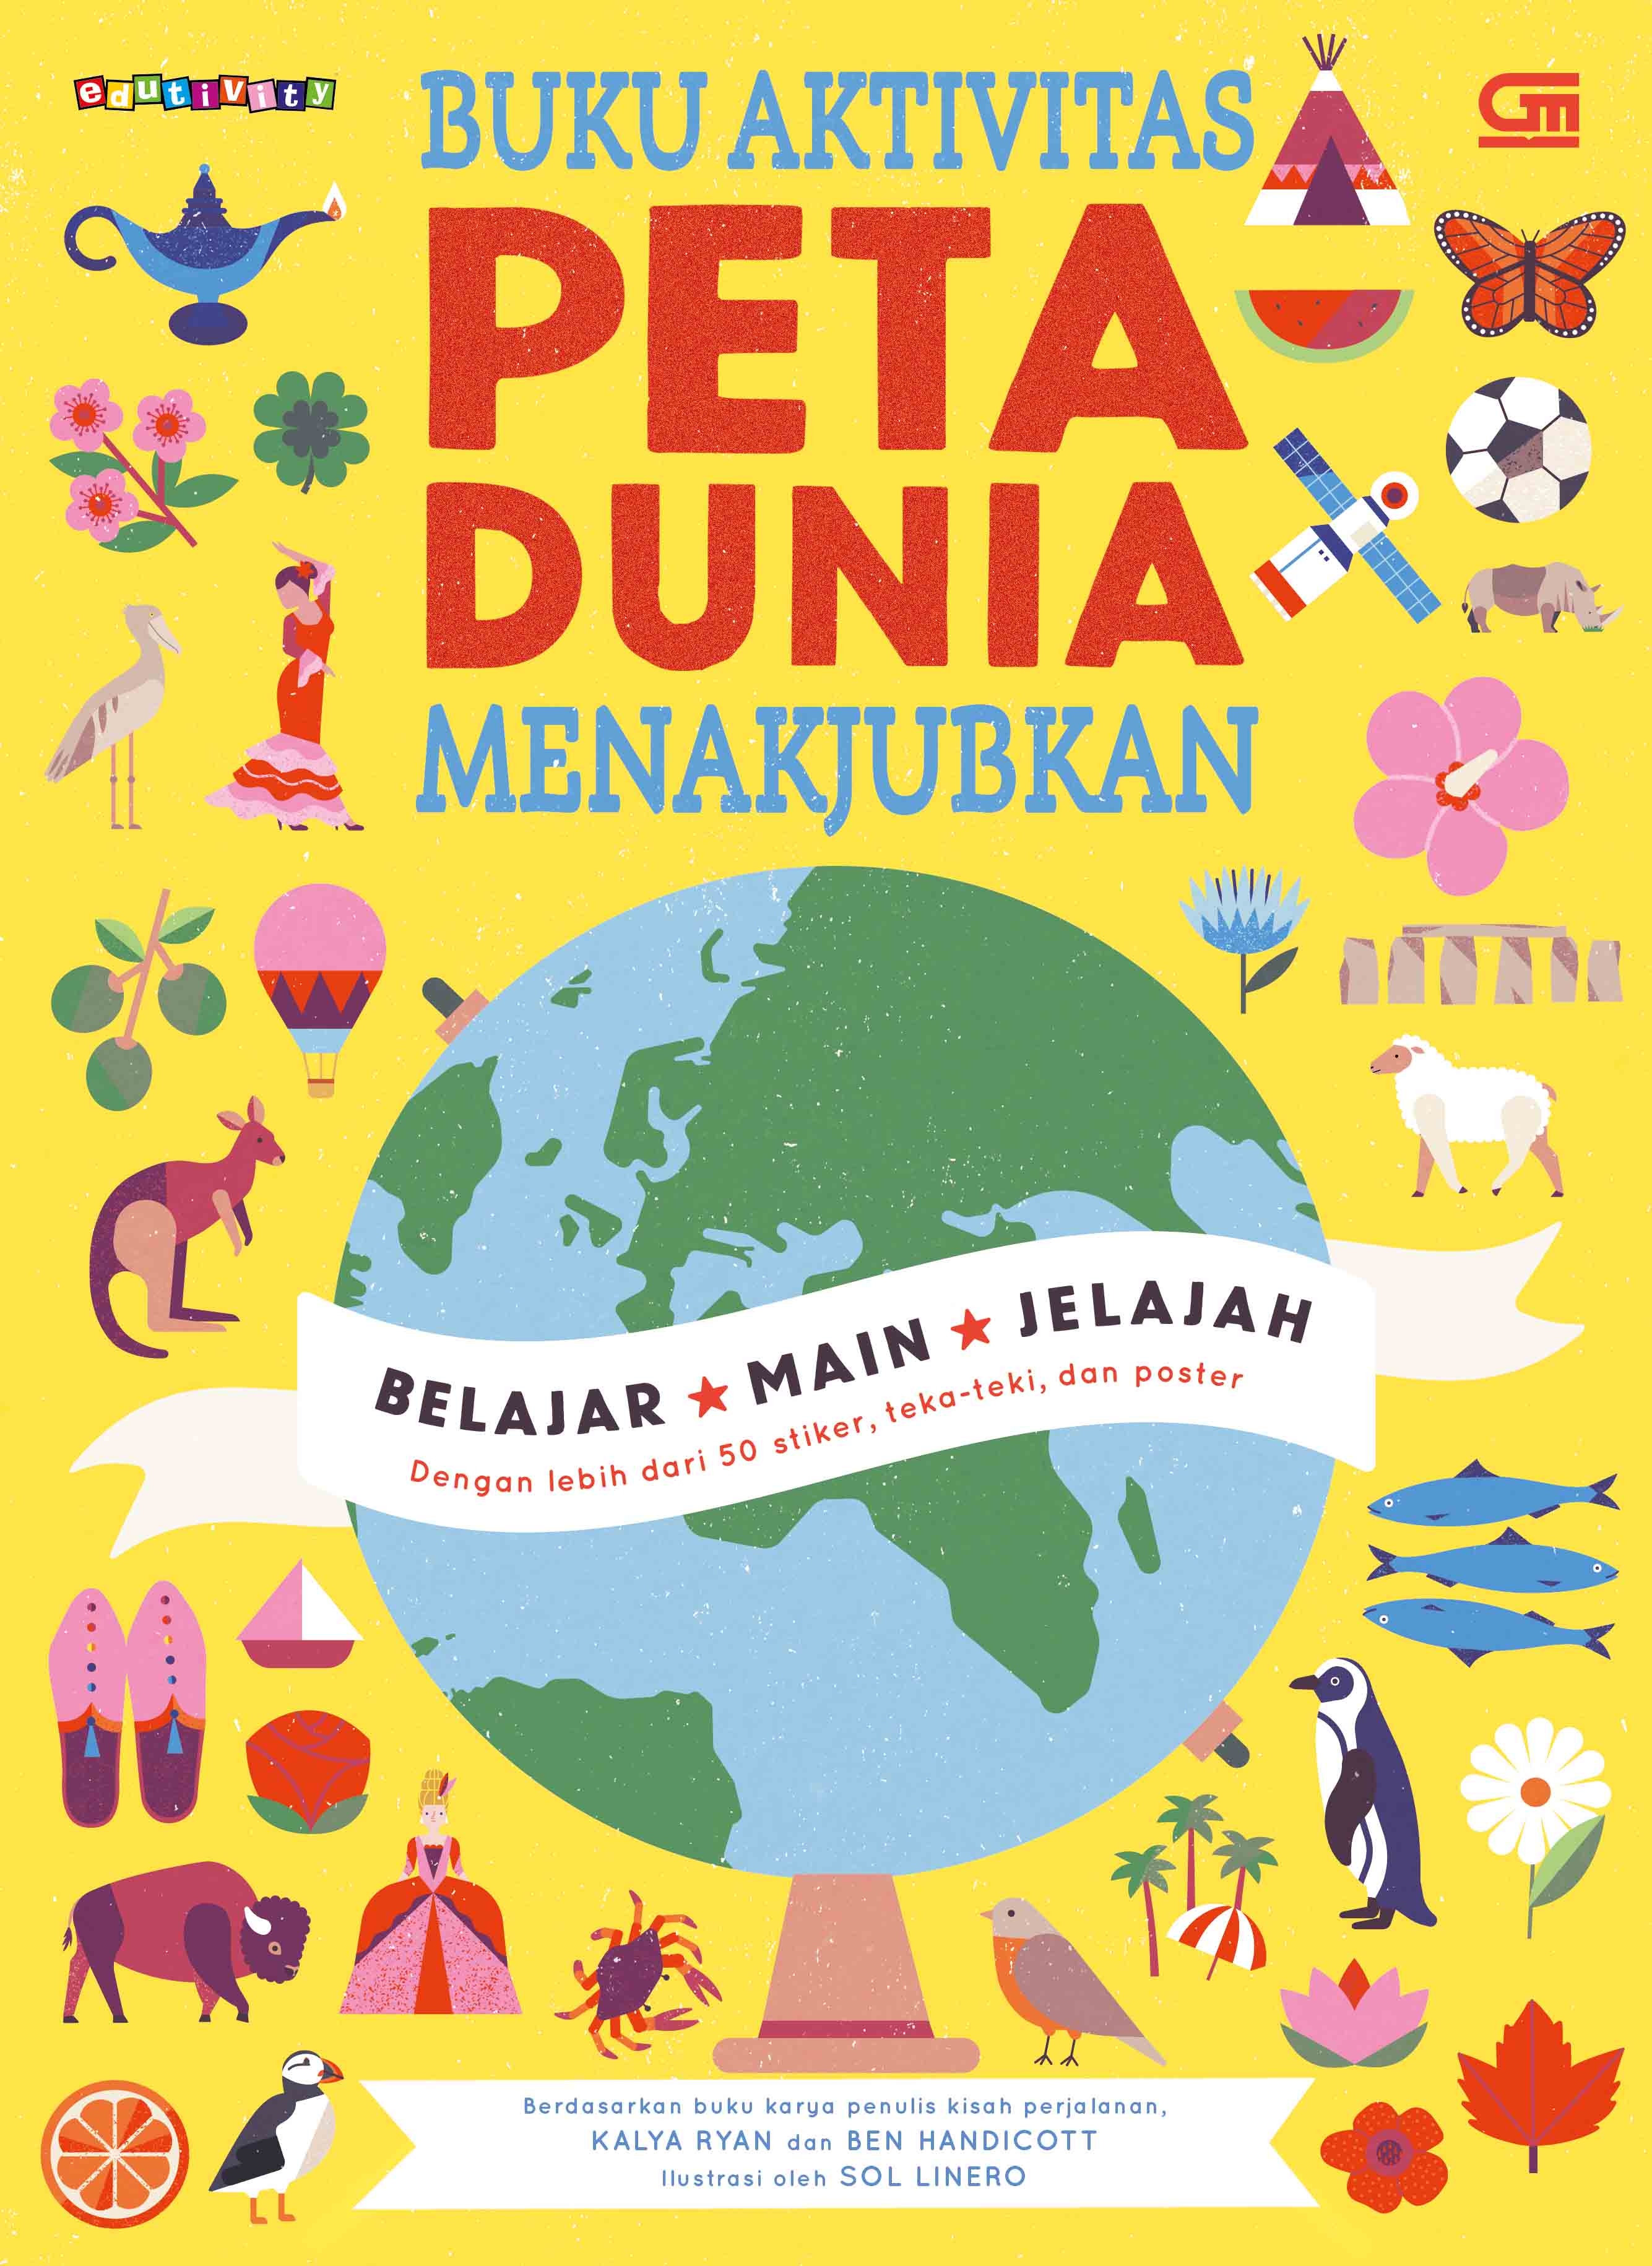 edutivity
BUKU AKTIVITAS
GM
PETA
DUNIA
MENAKJUBKAN
BELAJAR ★ MAIN ★ JELAJAH
Dengan lebih dari 50 stiker, teka-teki, dan poster
Berdasarkan buku karya penulis kisah perjalanan,
KALYA RYAN dan BEN HANDICOTT
Ilustrasi oleh SOL LINERO